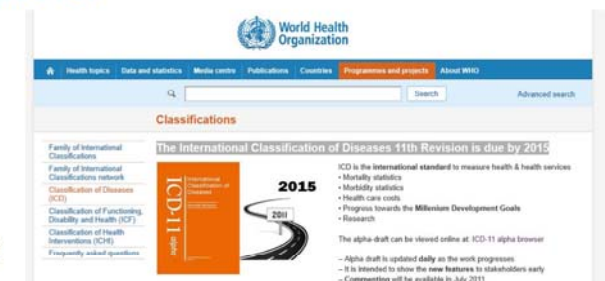 World Health
Organization
Health topics Data and statistics Media centre Publications Countries Programmes and projects About WHO
Search Advanced search
Classifications
Family of International
Classifications
Family of International
Classifications network
Classification of Diseases
(ICD)
Classification of Functioning,
Disability and Health (ICF)
Classification of Health
Interventions (ICHI)
Frequently asked questions
The International Classification of Diseases 11th Revision is due by 2015
ICD-11 alpha
International
Classification of
Diseases
2015
2011
ICD is the international standard to measure health & health services
• Mortality statistics
• Morbidity statistics
• Health care costs
• Progress towards the Millenium Development Goals
• Research
The alpha-draft can be viewed online at: ICD-11 alpha browser
– Alpha draft is updated daily as the work progresses
– It is intended to show the new features to stakeholders early
– Commenting will be available in July 2011